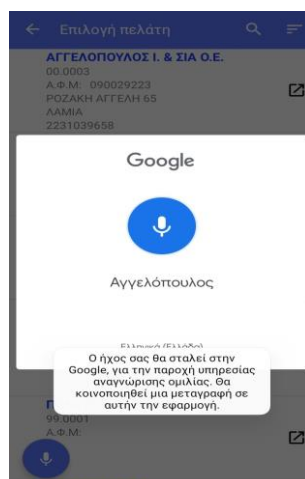 Επιλογή πελάτη
ΑΓΓΕΛΟΠΟΥΛΟΣ Ι. & ΣΙΑ Ο.Ε.
00.0003
Α.Φ.Μ: 090029223
ΡΟΖΑΚΗ ΑΓΓΕΛΗ 65
ΛΑΜΙΑ
2231039658
Google
Αγγελόπουλος
Ελληνικά (Ελλάδα)
Ο ήχος σας θα σταλεί στην
Google, για την παροχή υπηρεσίας
αναγνώρισης ομιλίας. Θα
κοινοποιηθεί μια μεταγραφή σε
αυτήν την εφαρμογή.
99.0001
Α.Φ.Μ: